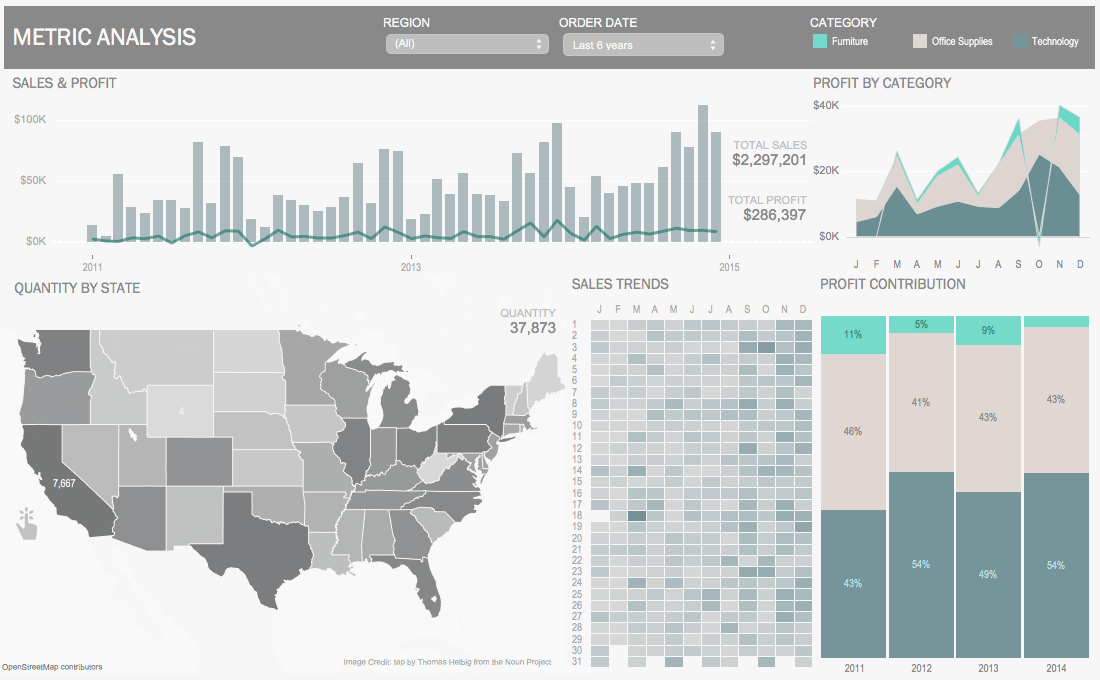 METRIC ANALYSIS
REGION
(All)
ORDER DATE
Last 6 years
CATEGORY
Furniture
Office Supplies
Technology
SALES & PROFIT
$100K
$50K
$0K
2011
2013
2015
TOTAL SALES
$2,297,201
TOTAL PROFIT
$286,397
PROFIT BY CATEGORY
$40K
$20K
$0K
J F M A M J J A S O N D
QUANTITY BY STATE
QUANTITY
37,873
4
7,667
OpenStreetMap contributors
Image Credit: tap by Thomas Helbig from the Noun Project
SALES TRENDS
J F M A M J J A S O N D
1
2
3
4
5
6
7
8
9
10
11
12
13
14
15
16
17
18
19
20
21
22
23
24
25
26
27
28
29
30
31
PROFIT CONTRIBUTION
11%
5%
9%
46%
41%
43%
43%
43%
54%
49%
54%
2011
2012
2013
2014